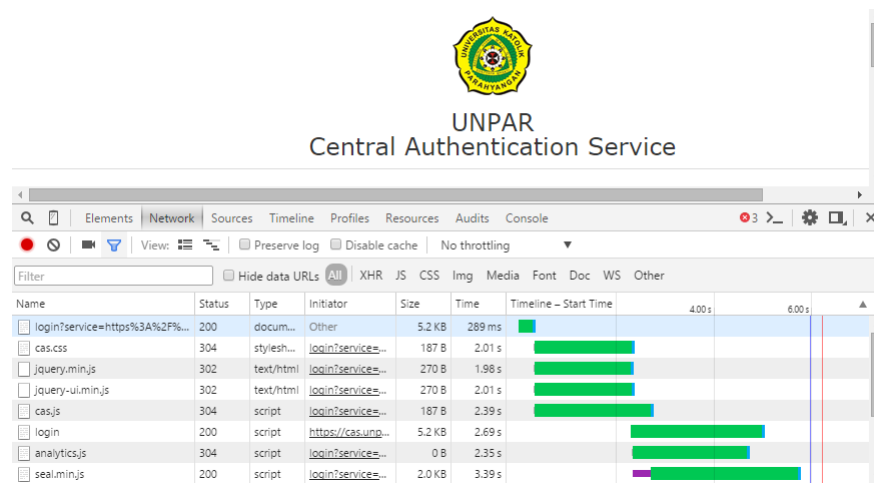 UNIVERSITAS KATOLIK
PARAHYANGAN
UNPAR
Central Authentication Service
Elements Network Sources Timeline Profiles Resources Audits Console 3
View: Preserve log Disable cache No throttling
Filter Hide data URLs All XHR JS CSS Img Media Font Doc WS Other
Name Status Type Initiator Size Time Timeline – Start Time 4.00 s 6.00 s
login?service=https%3A%2F%... 200 docum... Other 5.2 KB 289 ms
cas.css 304 stylesh... login?service=... 187 B 2.01 s
jquery.min.js 302 text/html login?service=... 270 B 1.98 s
jquery-ui.min.js 302 text/html login?service=... 270 B 2.01 s
cas.js 304 script login?service=... 187 B 2.39 s
login 200 script https://cas.unp... 5.2 KB 2.69 s
analytics.js 304 script login?service=... 0 B 2.35 s
seal.min.js 200 script login?service=... 2.0 KB 3.39 s